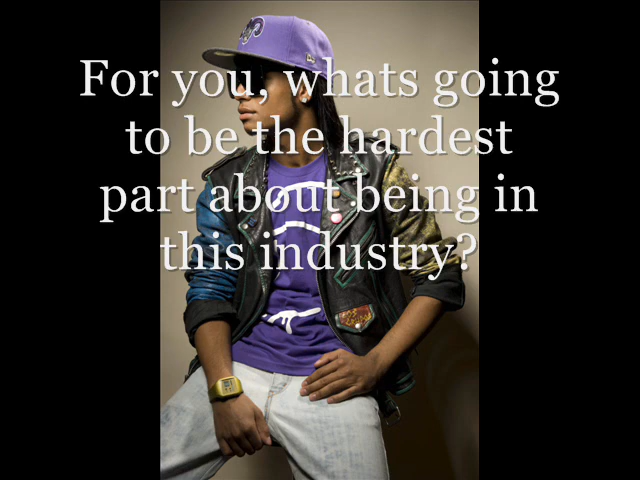 For you, whats going
to be the hardest
part about being in
this industry?